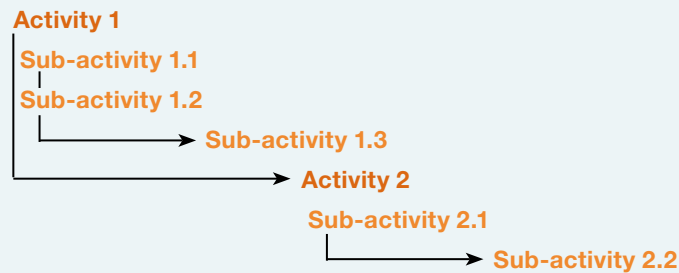 Activity 1
Sub-activity 1.1
Sub-activity 1.2
Sub-activity 1.3
Activity 2
Sub-activity 2.1
Sub-activity 2.2